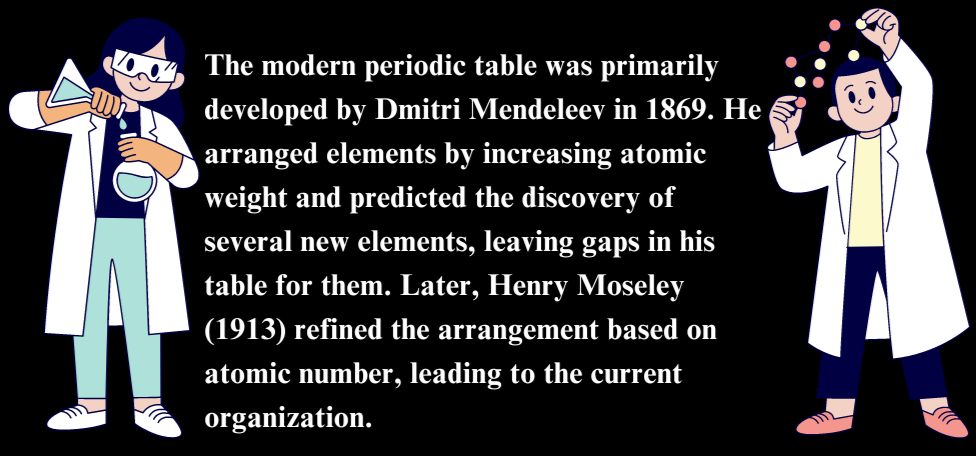 The modern periodic table was primarily
developed by Dmitri Mendeleev in 1869. He
arranged elements by increasing atomic
weight and predicted the discovery of
several new elements, leaving gaps in his
table for them. Later, Henry Moseley
(1913) refined the arrangement based on
atomic number, leading to the current
organization.